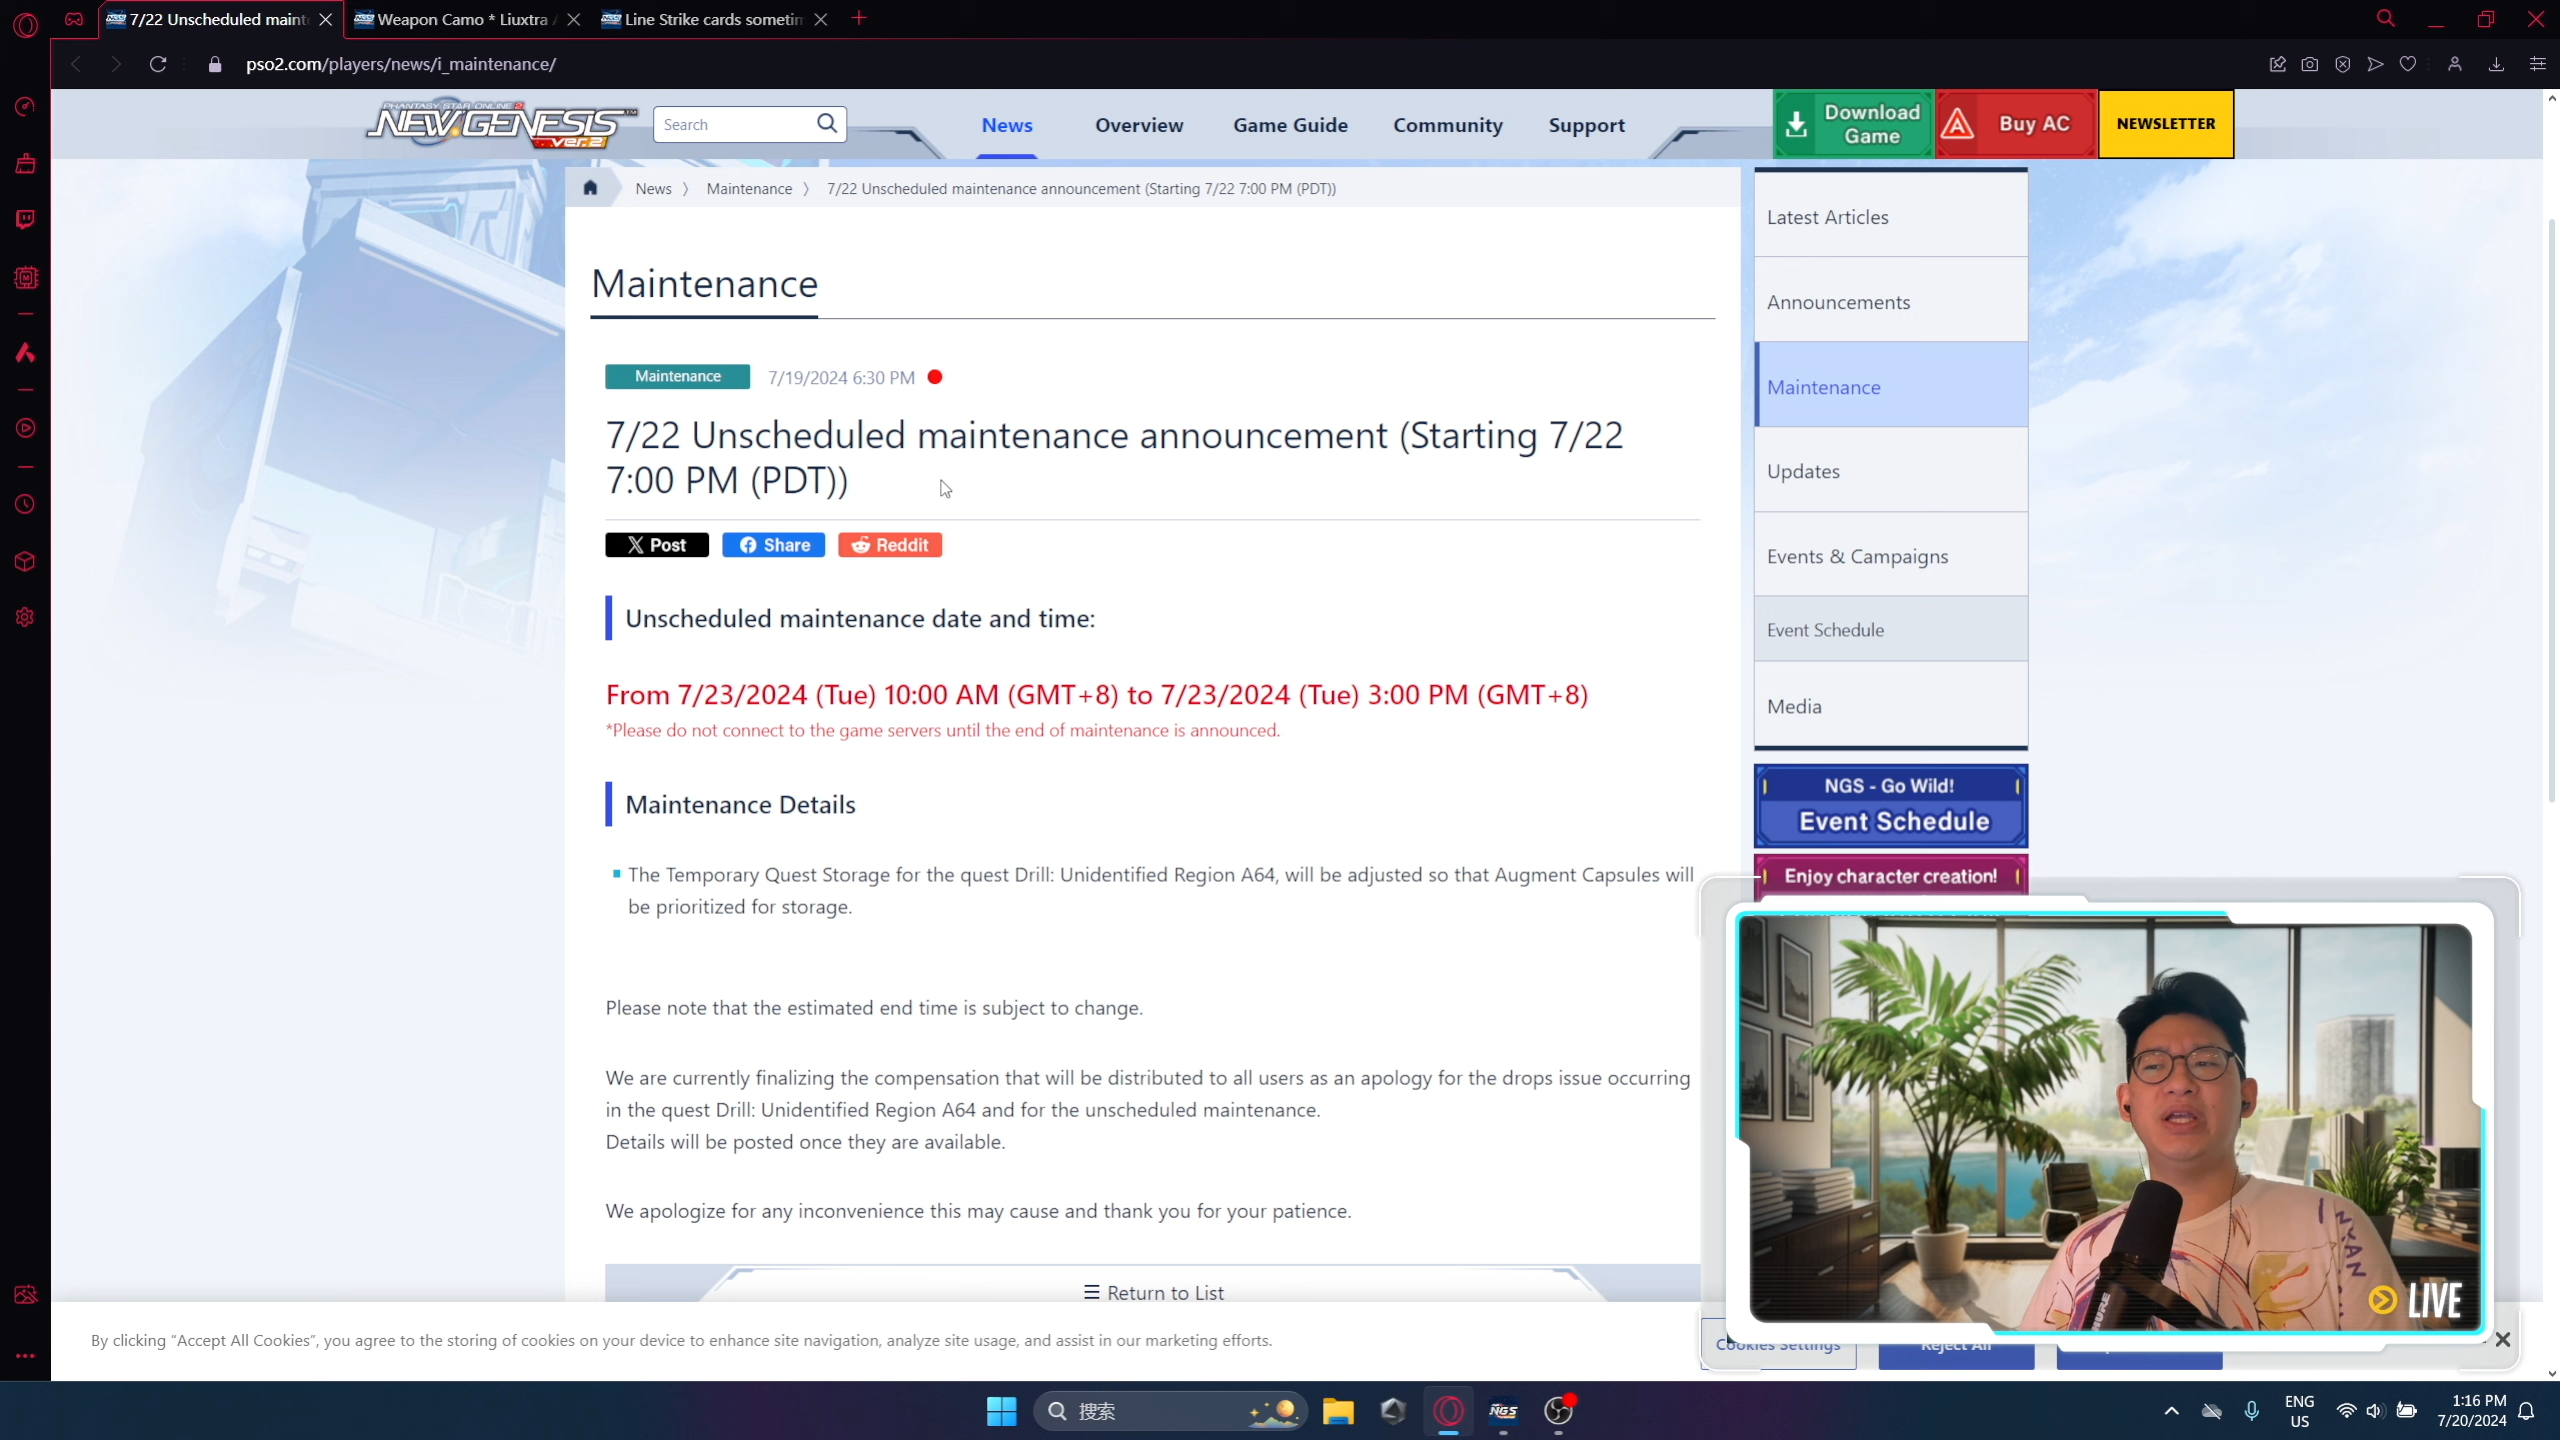 7/22 Unscheduled maint
Weapon Camo * Liuxtra
Line Strike cards sometim
pso2.com/players/news/i_maintenance/
PHANTASY STAR ONLINE 2
NEW GENESIS
ver.2
Search
News
Overview
Game Guide
Community
Support
Download
Game
Buy AC
NEWSLETTER
News
Maintenance
7/22 Unscheduled maintenance announcement (Starting 7/22 7:00 PM (PDT))
Maintenance
Maintenance
7/19/2024 6:30 PM
7/22 Unscheduled maintenance announcement (Starting 7/22
7:00 PM (PDT))
Post
Share
Reddit
Unscheduled maintenance date and time:
From 7/23/2024 (Tue) 10:00 AM (GMT+8) to 7/23/2024 (Tue) 3:00 PM (GMT+8)
*Please do not connect to the game servers until the end of maintenance is announced.
Maintenance Details
The Temporary Quest Storage for the quest Drill: Unidentified Region A64, will be adjusted so that Augment Capsules will
be prioritized for storage.
Please note that the estimated end time is subject to change.
We are currently finalizing the compensation that will be distributed to all users as an apology for the drops issue occurring
in the quest Drill: Unidentified Region A64 and for the unscheduled maintenance.
Details will be posted once they are available.
We apologize for any inconvenience this may cause and thank you for your patience.
Return to List
Latest Articles
Announcements
Maintenance
Updates
Events & Campaigns
Event Schedule
Media
NGS - Go Wild!
Event Schedule
Enjoy character creation!
SHURE
LIVE
By clicking “Accept All Cookies”, you agree to the storing of cookies on your device to enhance site navigation, analyze site usage, and assist in our marketing efforts.
Cookies Settings
Reject All
搜索
NGS
ENG
US
1:16 PM
7/20/2024